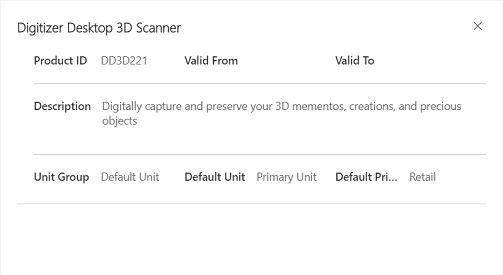 Digitizer Desktop 3D Scanner
Product ID DD3D221 Valid From Valid To
Description Digitally capture and preserve your 3D mementos, creations, and precious
objects
Unit Group Default Unit Default Unit Primary Unit Default Pri... Retail